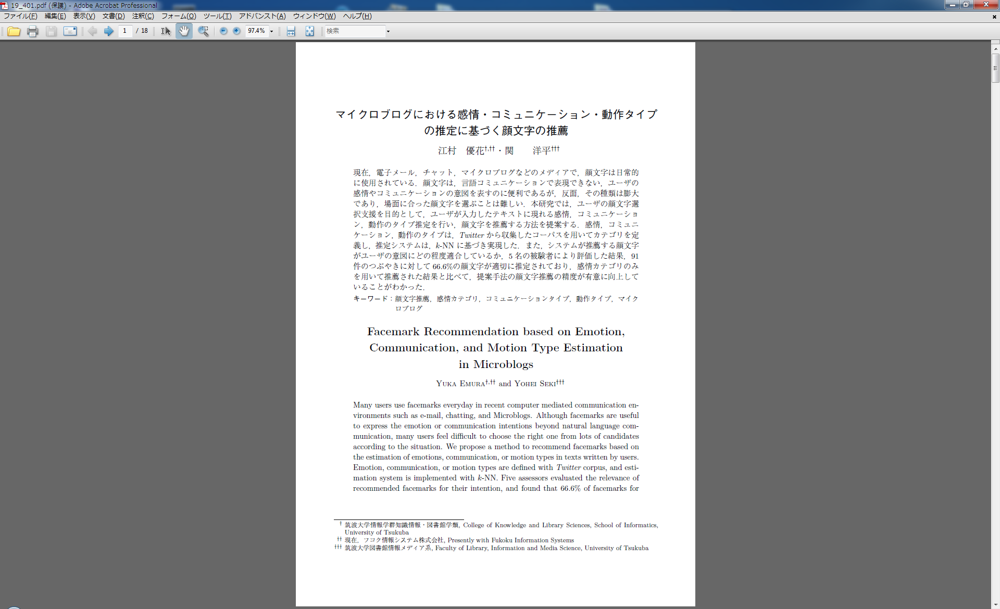 19_401.pdf (保護) - Adobe Acrobat Professional
ファイル(F) 編集(E) 表示(V) 文書(D) 注釈(C) フォーム(O) ツール(T) アドバンスト(A) ウィンドウ(W) ヘルプ(H)
1 / 18 97.4% 検索
マイクロブログにおける感情・コミュニケーション・動作タイプ
の推定に基づく顔文字の推薦
江村 優花†,††・関 洋平†††
現在，電子メール，チャット，マイクロブログなどのメディアで，顔文字は日常的
に使用されている．顔文字は，言語コミュニケーションで表現できない，ユーザの
感情やコミュニケーションの意図を表すのに便利であるが，反面，その種類は膨大
であり，場面に合った顔文字を選ぶことは難しい．本研究では，ユーザの顔文字選
択支援を目的として，ユーザが入力したテキストに現れる感情，コミュニケーショ
ン，動作のタイプ推定を行い，顔文字を推薦する方法を提案する．感情，コミュニ
ケーション，動作のタイプは，Twitter から収集したコーパスを用いてカテゴリを定
義し，推定システムは，k-NN に基づき実現した．また，システムが推薦する顔文字
がユーザの意図にどの程度適合しているか，5 名の被験者により評価した結果，91
件のつぶやきに対して 66.6%の顔文字が適切に推定されており，感情カテゴリのみ
を用いて推薦された結果と比べて，提案手法の顔文字推薦の精度が有意に向上して
いることがわかった．
キーワード：顔文字推薦，感情カテゴリ，コミュニケーションタイプ，動作タイプ，マイク
ロブログ
Facemark Recommendation based on Emotion,
Communication, and Motion Type Estimation
in Microblogs
Yuka Emura†,†† and Yohei Seki†††
Many users use facemarks everyday in recent computer mediated communication en-
vironments such as e-mail, chatting, and Microblogs. Although facemarks are useful
to express the emotion or communication intentions beyond natural language com-
munication, many users feel difficult to choose the right one from lots of candidates
according to the situation. We propose a method to recommend facemarks based on
the estimation of emotions, communication, or motion types in texts written by users.
Emotion, communication, or motion types are defined with Twitter corpus, and esti-
mation system is implemented with k-NN. Five assessors evaluated the relevance of
recommended facemarks for their intention, and found that 66.6% of facemarks for
† 筑波大学情報学群知識情報・図書館学類, College of Knowledge and Library Sciences, School of Informatics,
University of Tsukuba
†† 現在，フコク情報システム株式会社, Presently with Fukoku Information Systems
††† 筑波大学図書館情報メディア系, Faculty of Library, Information and Media Science, University of Tsukuba